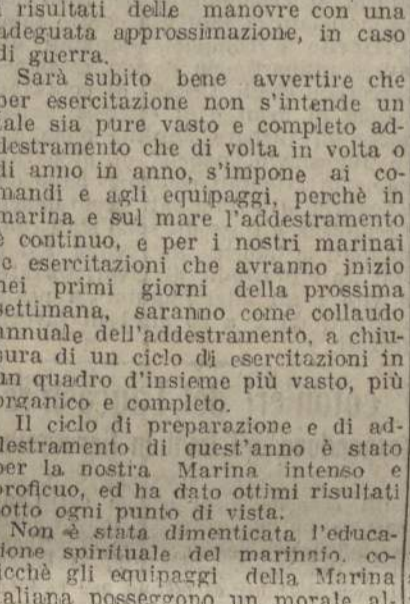 i risultati delle manovre con una
adeguata approssimazione, in caso
di guerra.
Sarà subito bene avvertire che
per esercitazione non s'intende un
tale sia pure vasto e completo ad-
destramento che di volta in volta o
di anno in anno, s'impone ai co-
mandi e agli equipaggi, perchè in
marina e sul mare l'addestramento
è continuo, e per i nostri marinai
le esercitazioni che avranno inizio
nei primi giorni della prossima
settimana, saranno come collaudo
annuale dell'addestramento, a chiu-
sura di un ciclo di esercitazioni in
un quadro d'insieme più vasto, più
organico e completo.
Il ciclo di preparazione e di ad-
destramento di quest'anno è stato
per la nostra Marina intenso e
proficuo, ed ha dato ottimi risultati
sotto ogni punto di vista.
Non è stata dimenticata l'educa-
zione spirituale del marinaio, co-
sicchè gli equipaggi della Marina
italiana posseggono un morale al-